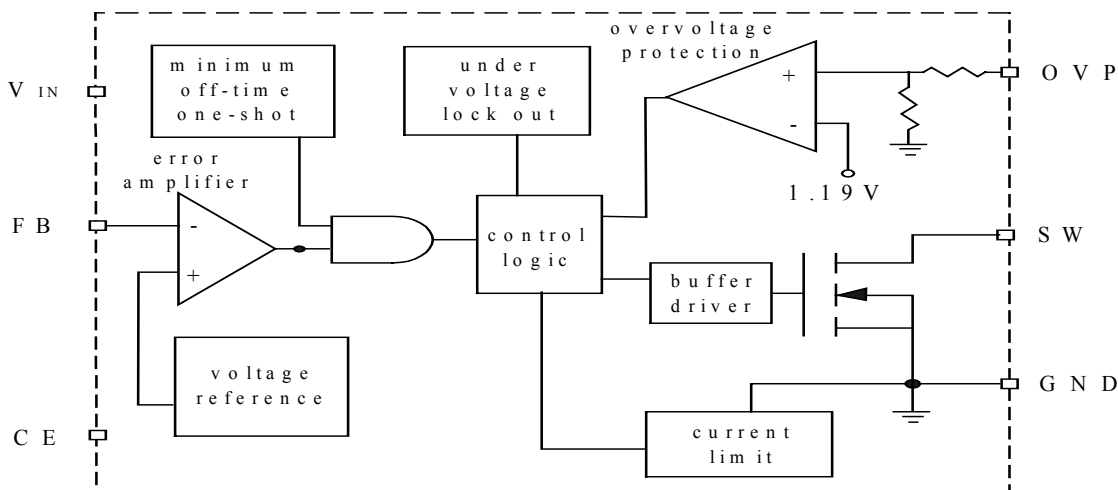 overvoltage
protection
minimum
off-time
one-shot
under
voltage
lock out
VIN
+
-
OVP
1.19V
error
amplifier
FB
-
+
control
logic
SW
buffer
driver
voltage
reference
GND
CE
current
limit